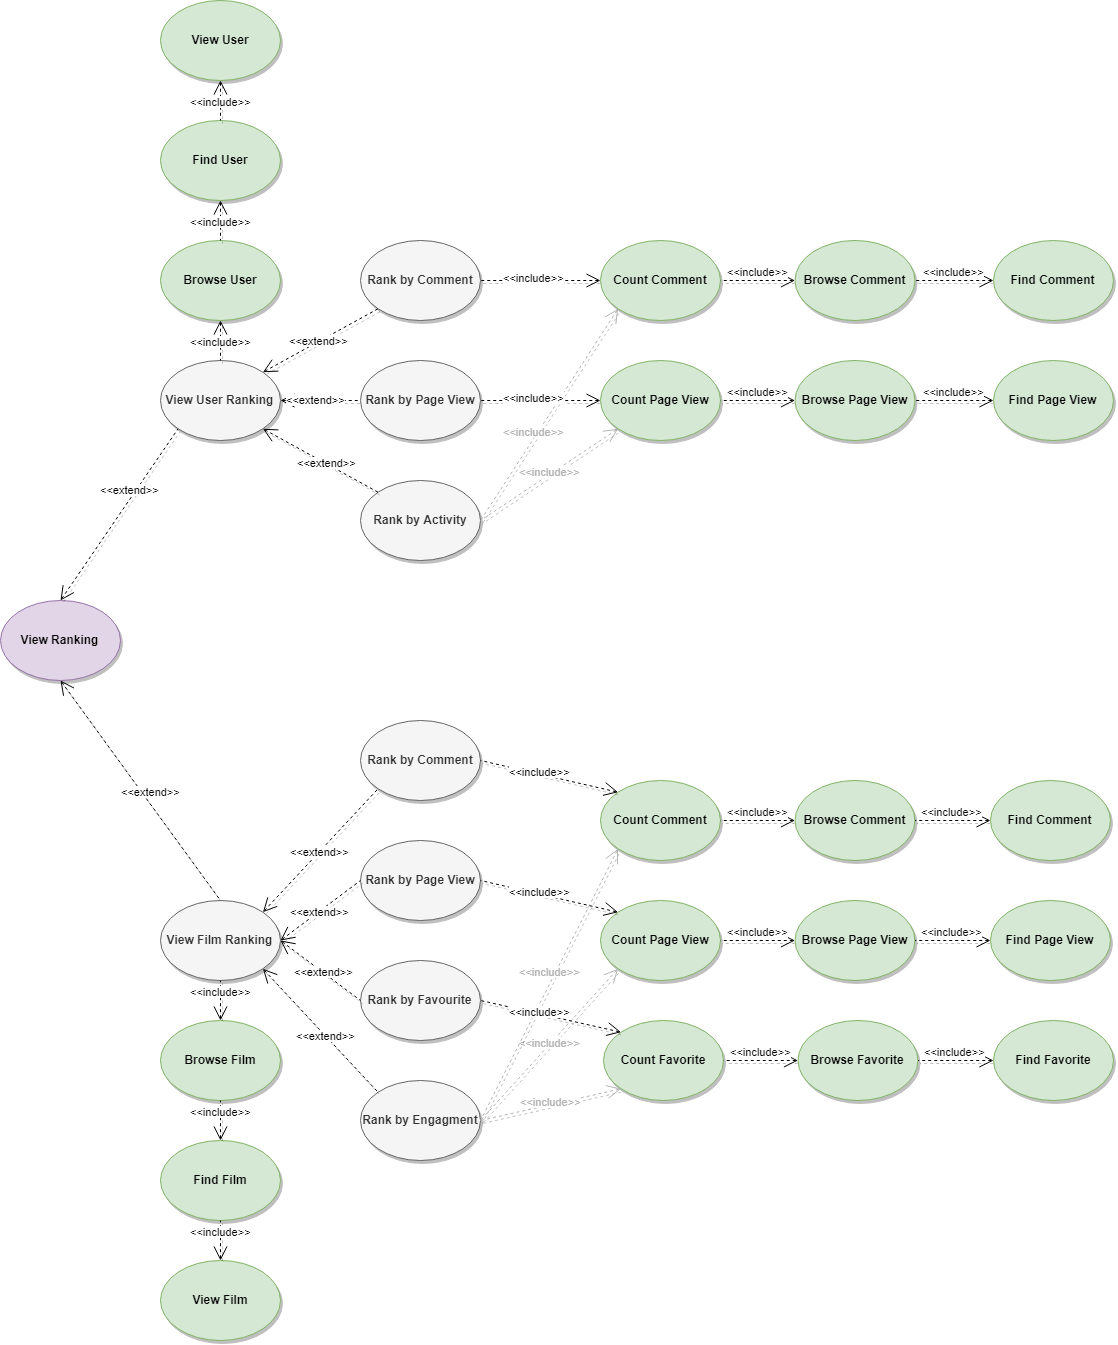 View User
<<include>>
Find User
<<include>>
Browse User
<<include>>
Rank by Comment
<<include>>
Count Comment
<<include>>
Browse Comment
<<include>>
Find Comment
<<extend>>
View User Ranking
<<extend>>
Rank by Page View
<<include>>
Count Page View
<<include>>
Browse Page View
<<include>>
Find Page View
<<include>>
<<extend>>
<<include>>
<<extend>>
Rank by Activity
View Ranking
<<extend>>
Rank by Comment
<<include>>
Count Comment
<<include>>
Browse Comment
<<include>>
Find Comment
<<extend>>
Rank by Page View
<<include>>
<<extend>>
View Film Ranking
Count Page View
<<include>>
Browse Page View
<<include>>
Find Page View
<<include>>
<<extend>>
<<include>>
Rank by Favourite
<<include>>
<<extend>>
<<include>>
Browse Film
Count Favorite
<<include>>
Browse Favorite
<<include>>
Find Favorite
<<include>>
<<include>>
Rank by Engagment
Find Film
<<include>>
View Film